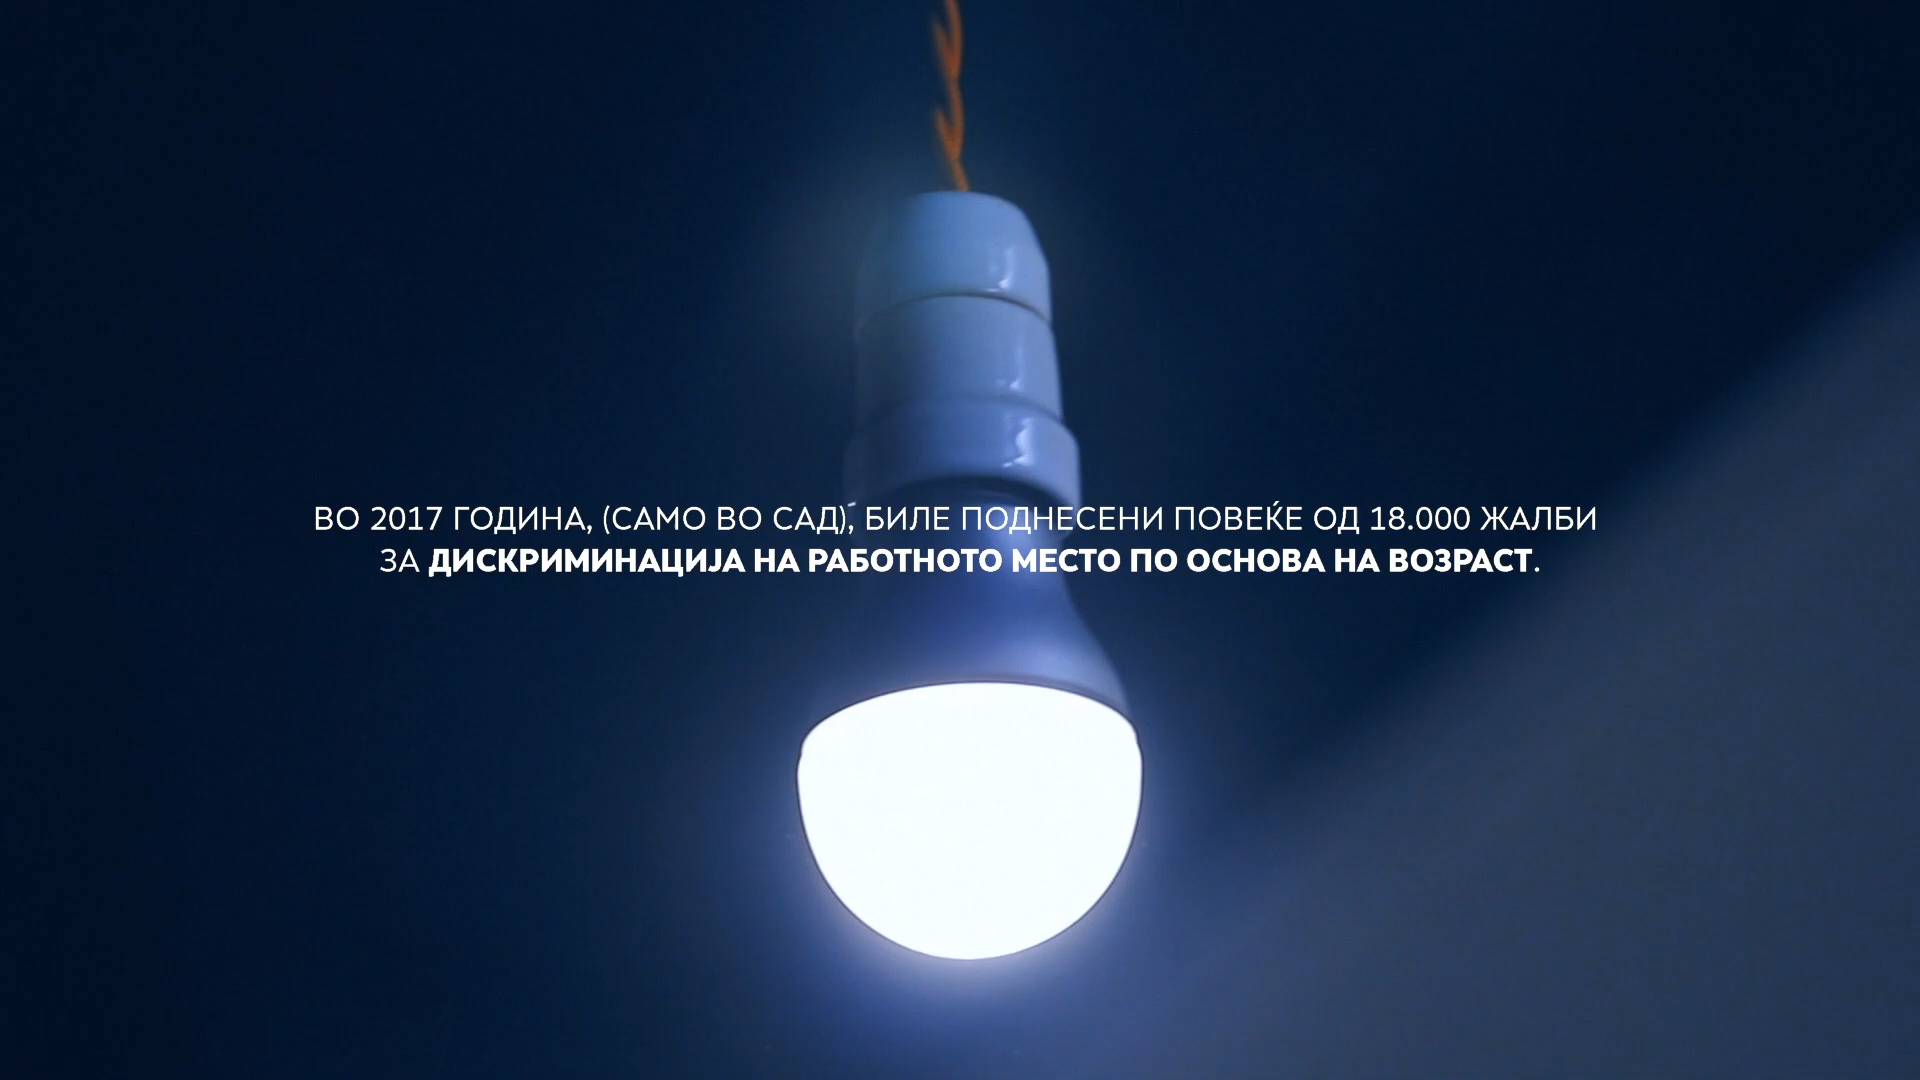 ВО 2017 ГОДИНА, (САМО ВО САД), БИЛЕ ПОДНЕСЕНИ ПОВЕЌЕ ОД 18.000 ЖАЛБИ
ЗА ДИСКРИМИНАЦИЈА НА РАБОТНОТО МЕСТО ПО ОСНОВА НА ВОЗРАСТ.